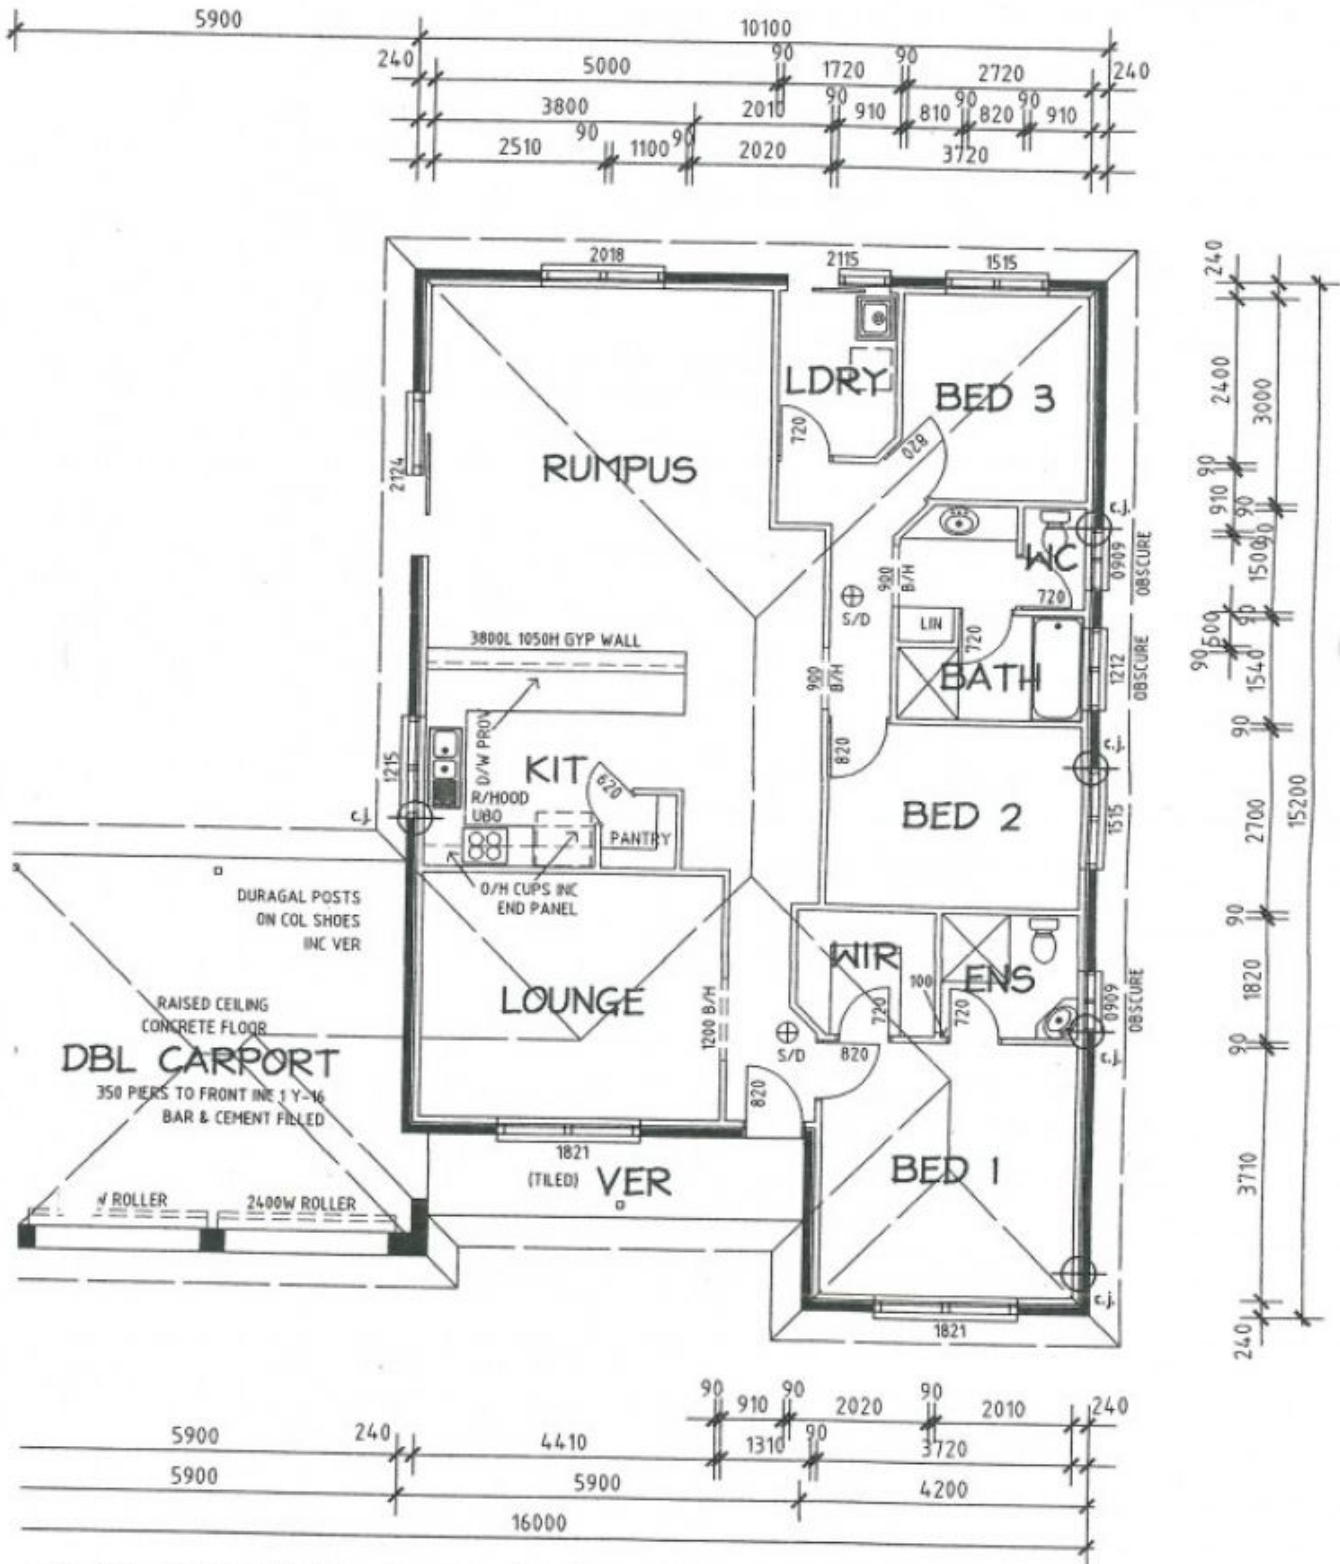 5900
10100
240
5000
90
1720
90
2720
240
3800
2010
90
910
810
90
820
90
910
2510
90
1100
90
2020
3720
2018
2115
1515
240
LDRY
BED 3
2400
3000
720
820
RUMPUS
2124
90
910
90
c.j.
WC
0909
OBSCURE
1500
90
900
B/H
720
S/D
LIN
720
90
500
90
1540
15200
3800L 1050H GYP WALL
900
B/H
BATH
1212
OBSCURE
D/W PROV
90
c.j.
820
1215
KIT
620
R/HOOD
UBO
c.j.
BED 2
1515
2700
PANTRY
O/H CUPS INC
END PANEL
DURAGAL POSTS
ON COL SHOES
INC VER
90
WIR
ENS
100
LOUNGE
1200 B/H
720
720
0909
OBSCURE
1820
RAISED CEILING
CONCRETE FLOOR
DBL CARPORT
350 PIERS TO FRONT INC 1 Y-16
BAR & CEMENT FILLED
S/D
820
c.j.
90
820
1821
(TILED)
VER
BED 1
3710
ROLLER
2400W ROLLER
c.j.
1821
240
90
910
90
2020
90
2010
240
5900
240
4410
1310
90
3720
5900
5900
4200
16000